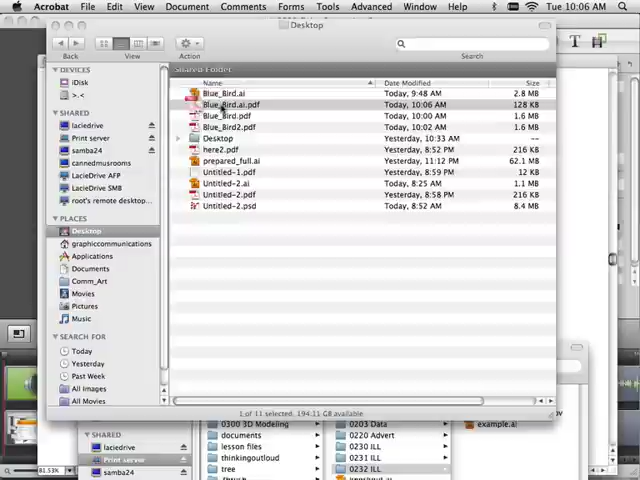 Acrobat File Edit View Document Comments Forms Tools Advanced Window Help Tue 10:06 AM
Desktop
Back View Action Search
Shared Folder
DEVICES
iDisk
>.<
SHARED
laciedrive
Print server
samba24
cannedmusrooms
LacieDrive AFP
LacieDrive SMB
root's remote desktop...
PLACES
Desktop
graphiccommunications
Applications
Documents
Comm_Art
Movies
Pictures
Music
SEARCH FOR
Today
Yesterday
Past Week
All Images
All Movies
Name Date Modified Size
Blue_Bird.ai Today, 9:48 AM 2.8 MB
Blue_Bird.ai.pdf Today, 10:06 AM 128 KB
Blue_Bird.pdf Today, 10:00 AM 1.6 MB
Blue_Bird2.pdf Today, 10:02 AM 1.6 MB
Desktop Yesterday, 10:33 AM --
here2.pdf Yesterday, 8:52 PM 216 KB
prepared_full.ai Yesterday, 11:12 PM 62.1 MB
Untitled-1.pdf Yesterday, 8:59 PM 12 KB
Untitled-2.ai Today, 8:25 AM 1.1 MB
Untitled-2.pdf Yesterday, 8:58 PM 216 KB
Untitled-2.psd Today, 8:52 AM 8.4 MB
1 of 11 selected, 194.11 GB available
SHARED
laciedrive
Print server
samba24
0300 3D Modeling
documents
lesson files
thinkingoutloud
tree
0203 Data
0220 Advert
0230 ILL
0231 ILL
0232 ILL
example.ai
81.53%